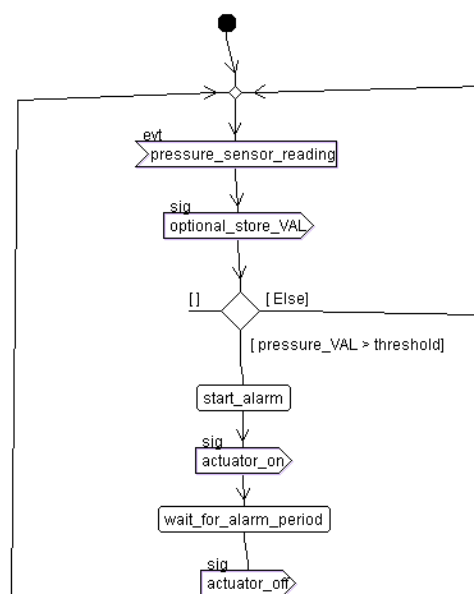 evt
pressure_sensor_reading
sig
optional_store_VAL
[ ]
[ Else]
[ pressure_VAL > threshold]
start_alarm
sig
actuator_on
wait_for_alarm_period
sig
actuator_off